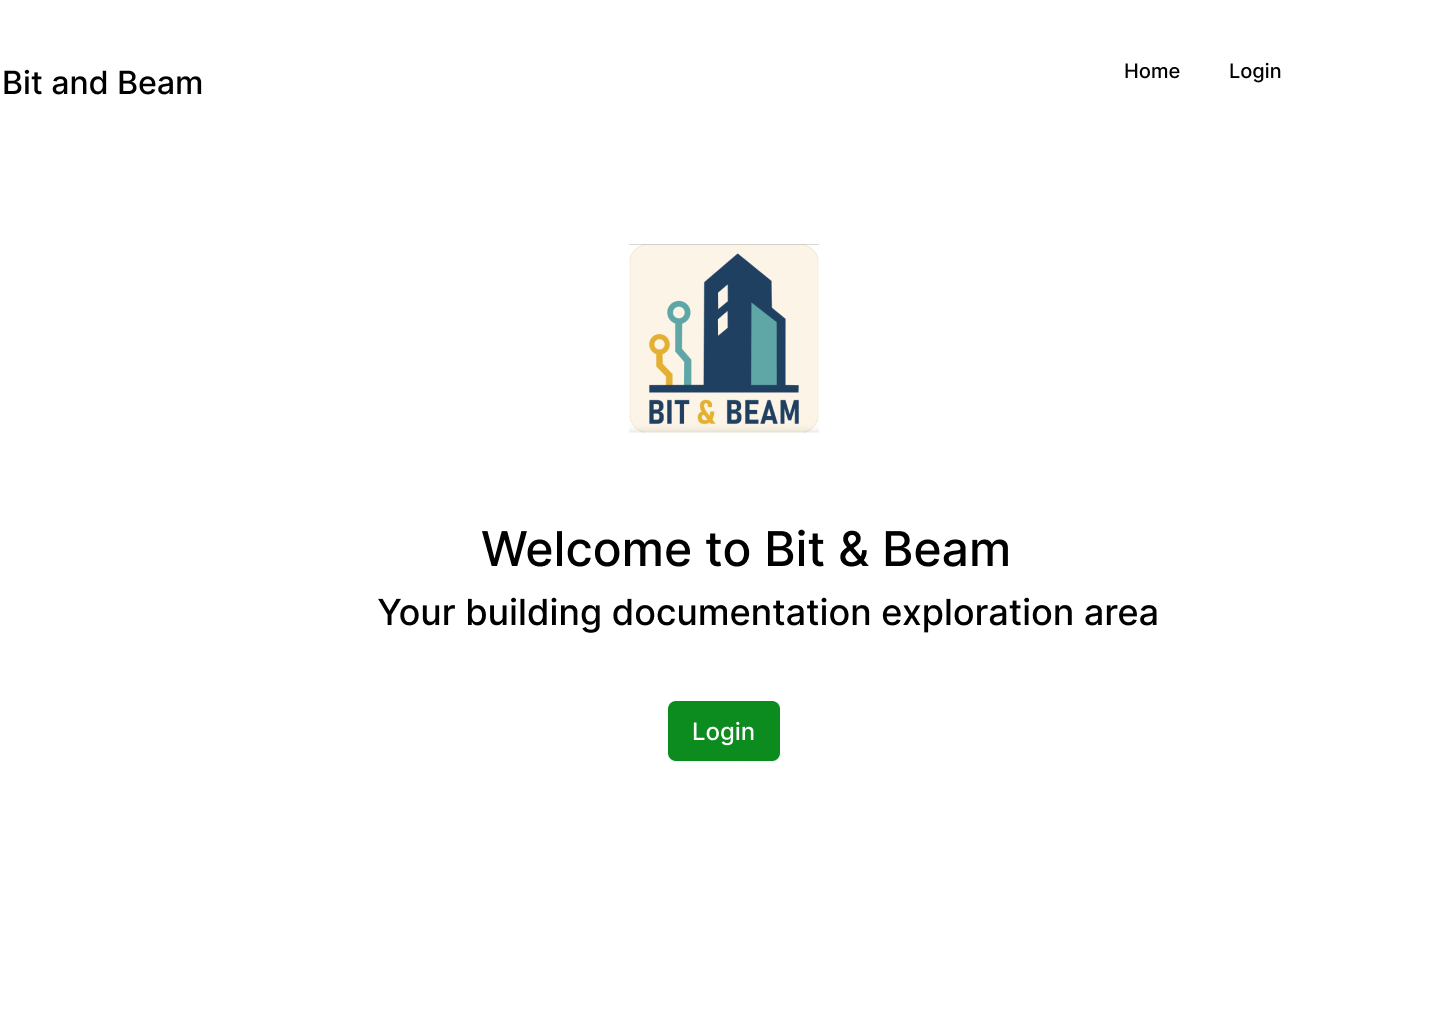 Bit and Beam
Home Login
BIT & BEAM
Welcome to Bit & Beam
Your building documentation exploration area
Login